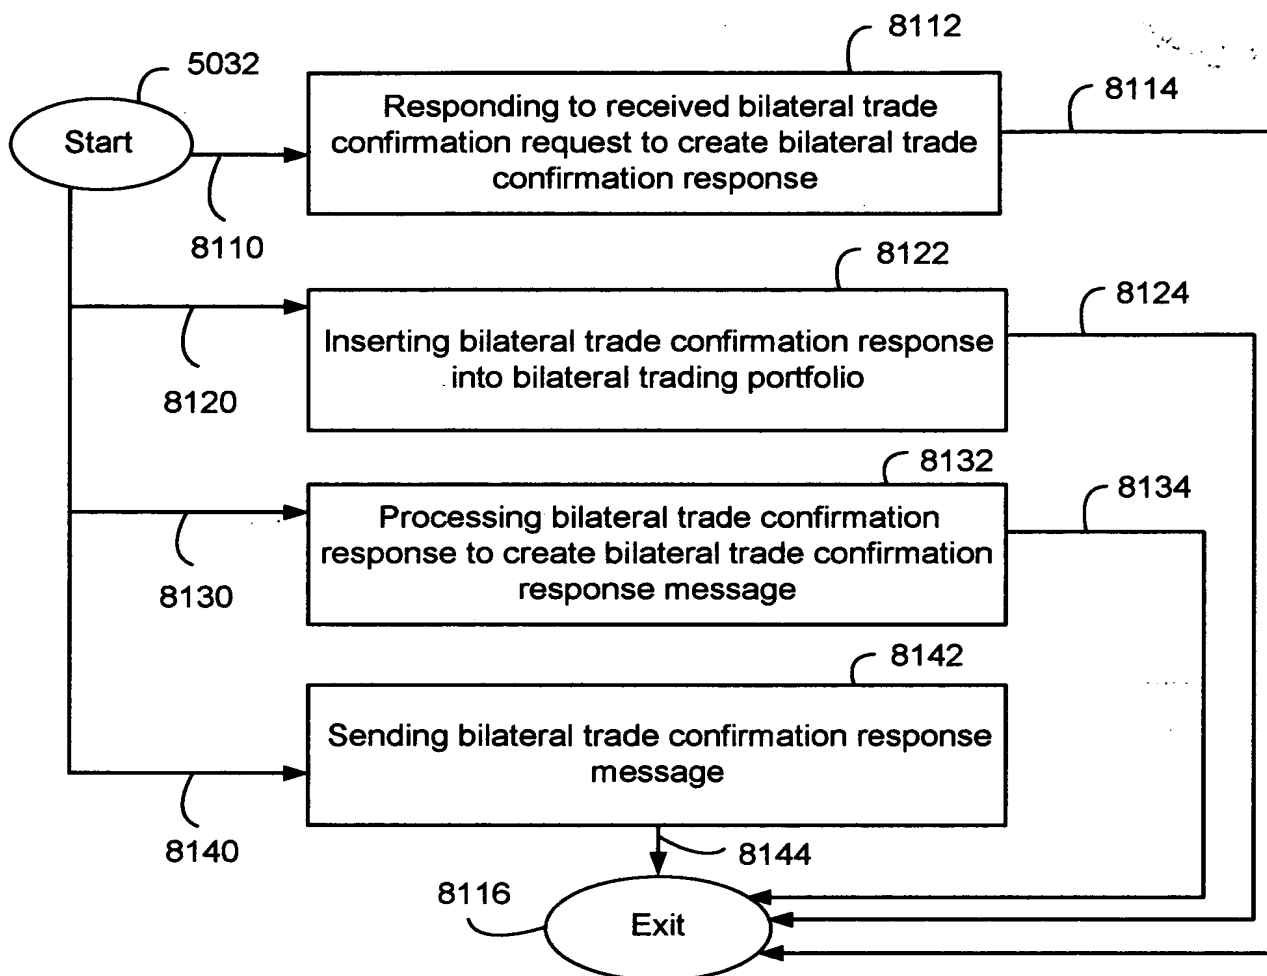 5032
Start
8110
8112
Responding to received bilateral trade
confirmation request to create bilateral trade
confirmation response
8114
8120
8122
Inserting bilateral trade confirmation response
into bilateral trading portfolio
8124
8130
8132
Processing bilateral trade confirmation
response to create bilateral trade confirmation
response message
8134
8140
8142
Sending bilateral trade confirmation response
message
8144
8116
Exit